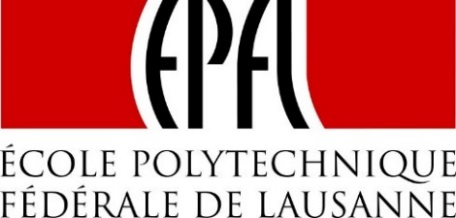 EPFL
ÉCOLE POLYTECHNIQUE
FÉDÉRALE DE LAUSANNE